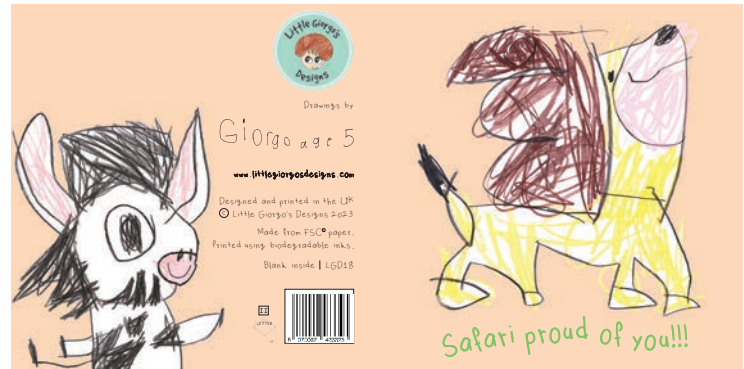 Little Giorgo's
Designs
Drawings by
Giorgo age 5
www.littlegiorgosdesigns.com
Designed and printed in the UK
© Little Giorgo's Designs 2023
Made from FSC® paper.
Printed using biodegradable inks.
Blank inside | LGD18
LETTER
Safari proud of you!!!